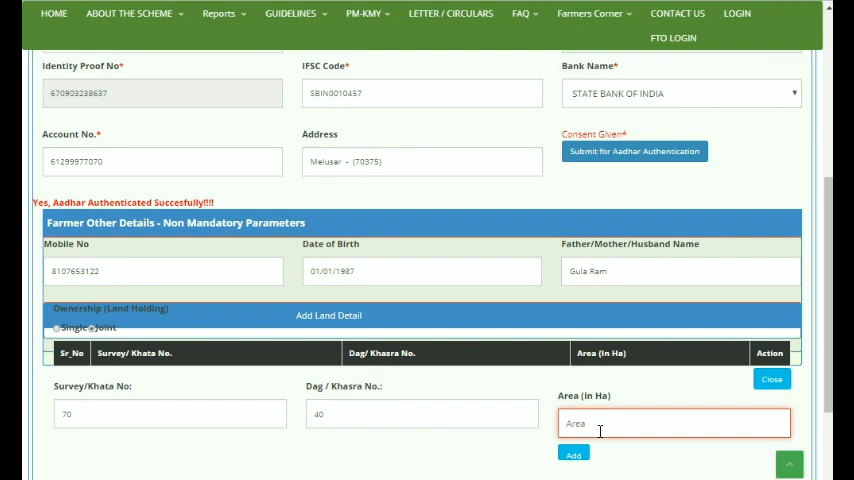 HOME ABOUT THE SCHEME Reports GUIDELINES PM-KMY LETTER / CIRCULARS FAQ Farmers Corner CONTACT US LOGIN
FTO LOGIN
Identity Proof No* IFSC Code* Bank Name*
670903238637 SBIN0010457 STATE BANK OF INDIA
Account No.* Address Consent Given*
61299977070 Melusar - (70375) Submit for Aadhar Authentication
Yes, Aadhar Authenticated Succesfully!!!!
Farmer Other Details - Non Mandatory Parameters
Mobile No Date of Birth Father/Mother/Husband Name
8107653122 01/01/1987 Gula Ram
Ownership (Land Holding)
Add Land Detail
Single Joint
Sr_No Survey/ Khata No. Dag/ Khasra No. Area (In Ha) Action
Close
Survey/Khata No: Dag / Khasra No.: Area (In Ha)
70 40 Area
Add